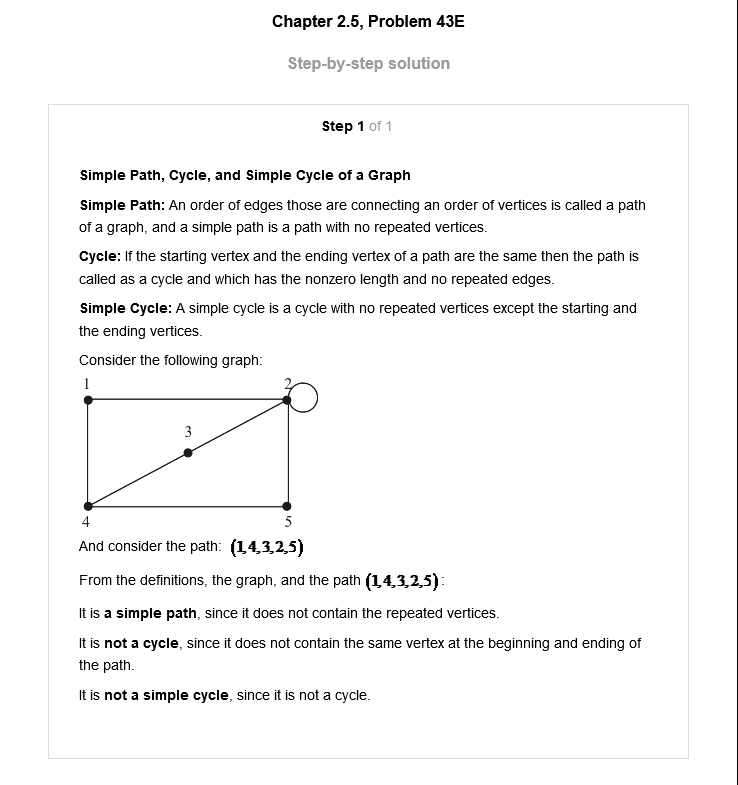 Chapter 2.5, Problem 43E
Step-by-step solution
Step 1 of 1
Simple Path, Cycle, and Simple Cycle of a Graph
Simple Path: An order of edges those are connecting an order of vertices is called a path
of a graph, and a simple path is a path with no repeated vertices.
Cycle: If the starting vertex and the ending vertex of a path are the same then the path is
called as a cycle and which has the nonzero length and no repeated edges.
Simple Cycle: A simple cycle is a cycle with no repeated vertices except the starting and
the ending vertices.
Consider the following graph:
1 2
3
4 5
And consider the path: (1,4,3,2,5)
From the definitions, the graph, and the path (1,4,3,2,5):
It is a simple path, since it does not contain the repeated vertices.
It is not a cycle, since it does not contain the same vertex at the beginning and ending of
the path.
It is not a simple cycle, since it is not a cycle.